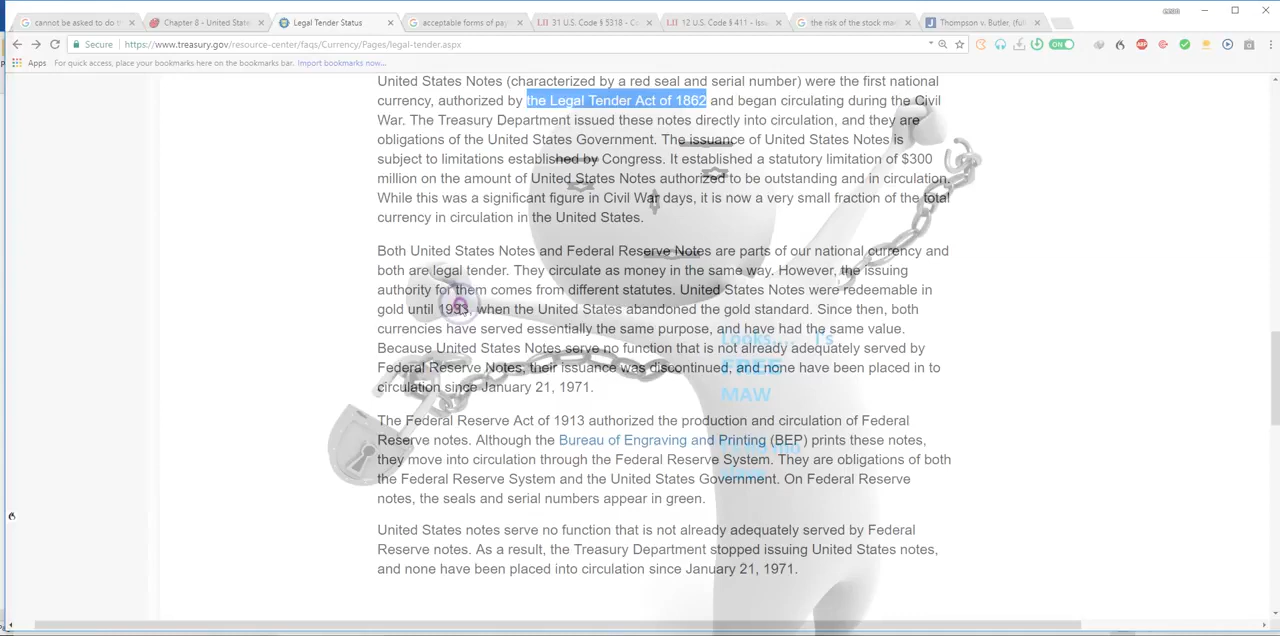 cannot be asked to do th
Chapter 8 - United State
Legal Tender Status
acceptable forms of pay
31 U.S. Code § 5318 - Co
12 U.S. Code § 411 - Issu
the risk of the stock mar
Thompson v. Butler, (full
Secure
https://www.treasury.gov/resource-center/faqs/Currency/Pages/legal-tender.aspx
ON
Apps
For quick access, place your bookmarks here on the bookmarks bar. Import bookmarks now...
United States Notes (characterized by a red seal and serial number) were the first national
currency, authorized by the Legal Tender Act of 1862 and began circulating during the Civil
War. The Treasury Department issued these notes directly into circulation, and they are
obligations of the United States Government. The issuance of United States Notes is
subject to limitations established by Congress. It established a statutory limitation of $300
million on the amount of United States Notes authorized to be outstanding and in circulation.
While this was a significant figure in Civil War days, it is now a very small fraction of the total
currency in circulation in the United States.
Both United States Notes and Federal Reserve Notes are parts of our national currency and
both are legal tender. They circulate as money in the same way. However, the issuing
authority for them comes from different statutes. United States Notes were redeemable in
gold until 1933, when the United States abandoned the gold standard. Since then, both
currencies have served essentially the same purpose, and have had the same value.
Because United States Notes serve no function that is not already adequately served by
Federal Reserve Notes, their issuance was discontinued, and none have been placed in to
circulation since January 21, 1971.
Looks....
FREE
MAW
The Federal Reserve Act of 1913 authorized the production and circulation of Federal
Reserve notes. Although the Bureau of Engraving and Printing (BEP) prints these notes,
they move into circulation through the Federal Reserve System. They are obligations of both
the Federal Reserve System and the United States Government. On Federal Reserve
notes, the seals and serial numbers appear in green.
United States notes serve no function that is not already adequately served by Federal
Reserve notes. As a result, the Treasury Department stopped issuing United States notes,
and none have been placed into circulation since January 21, 1971.